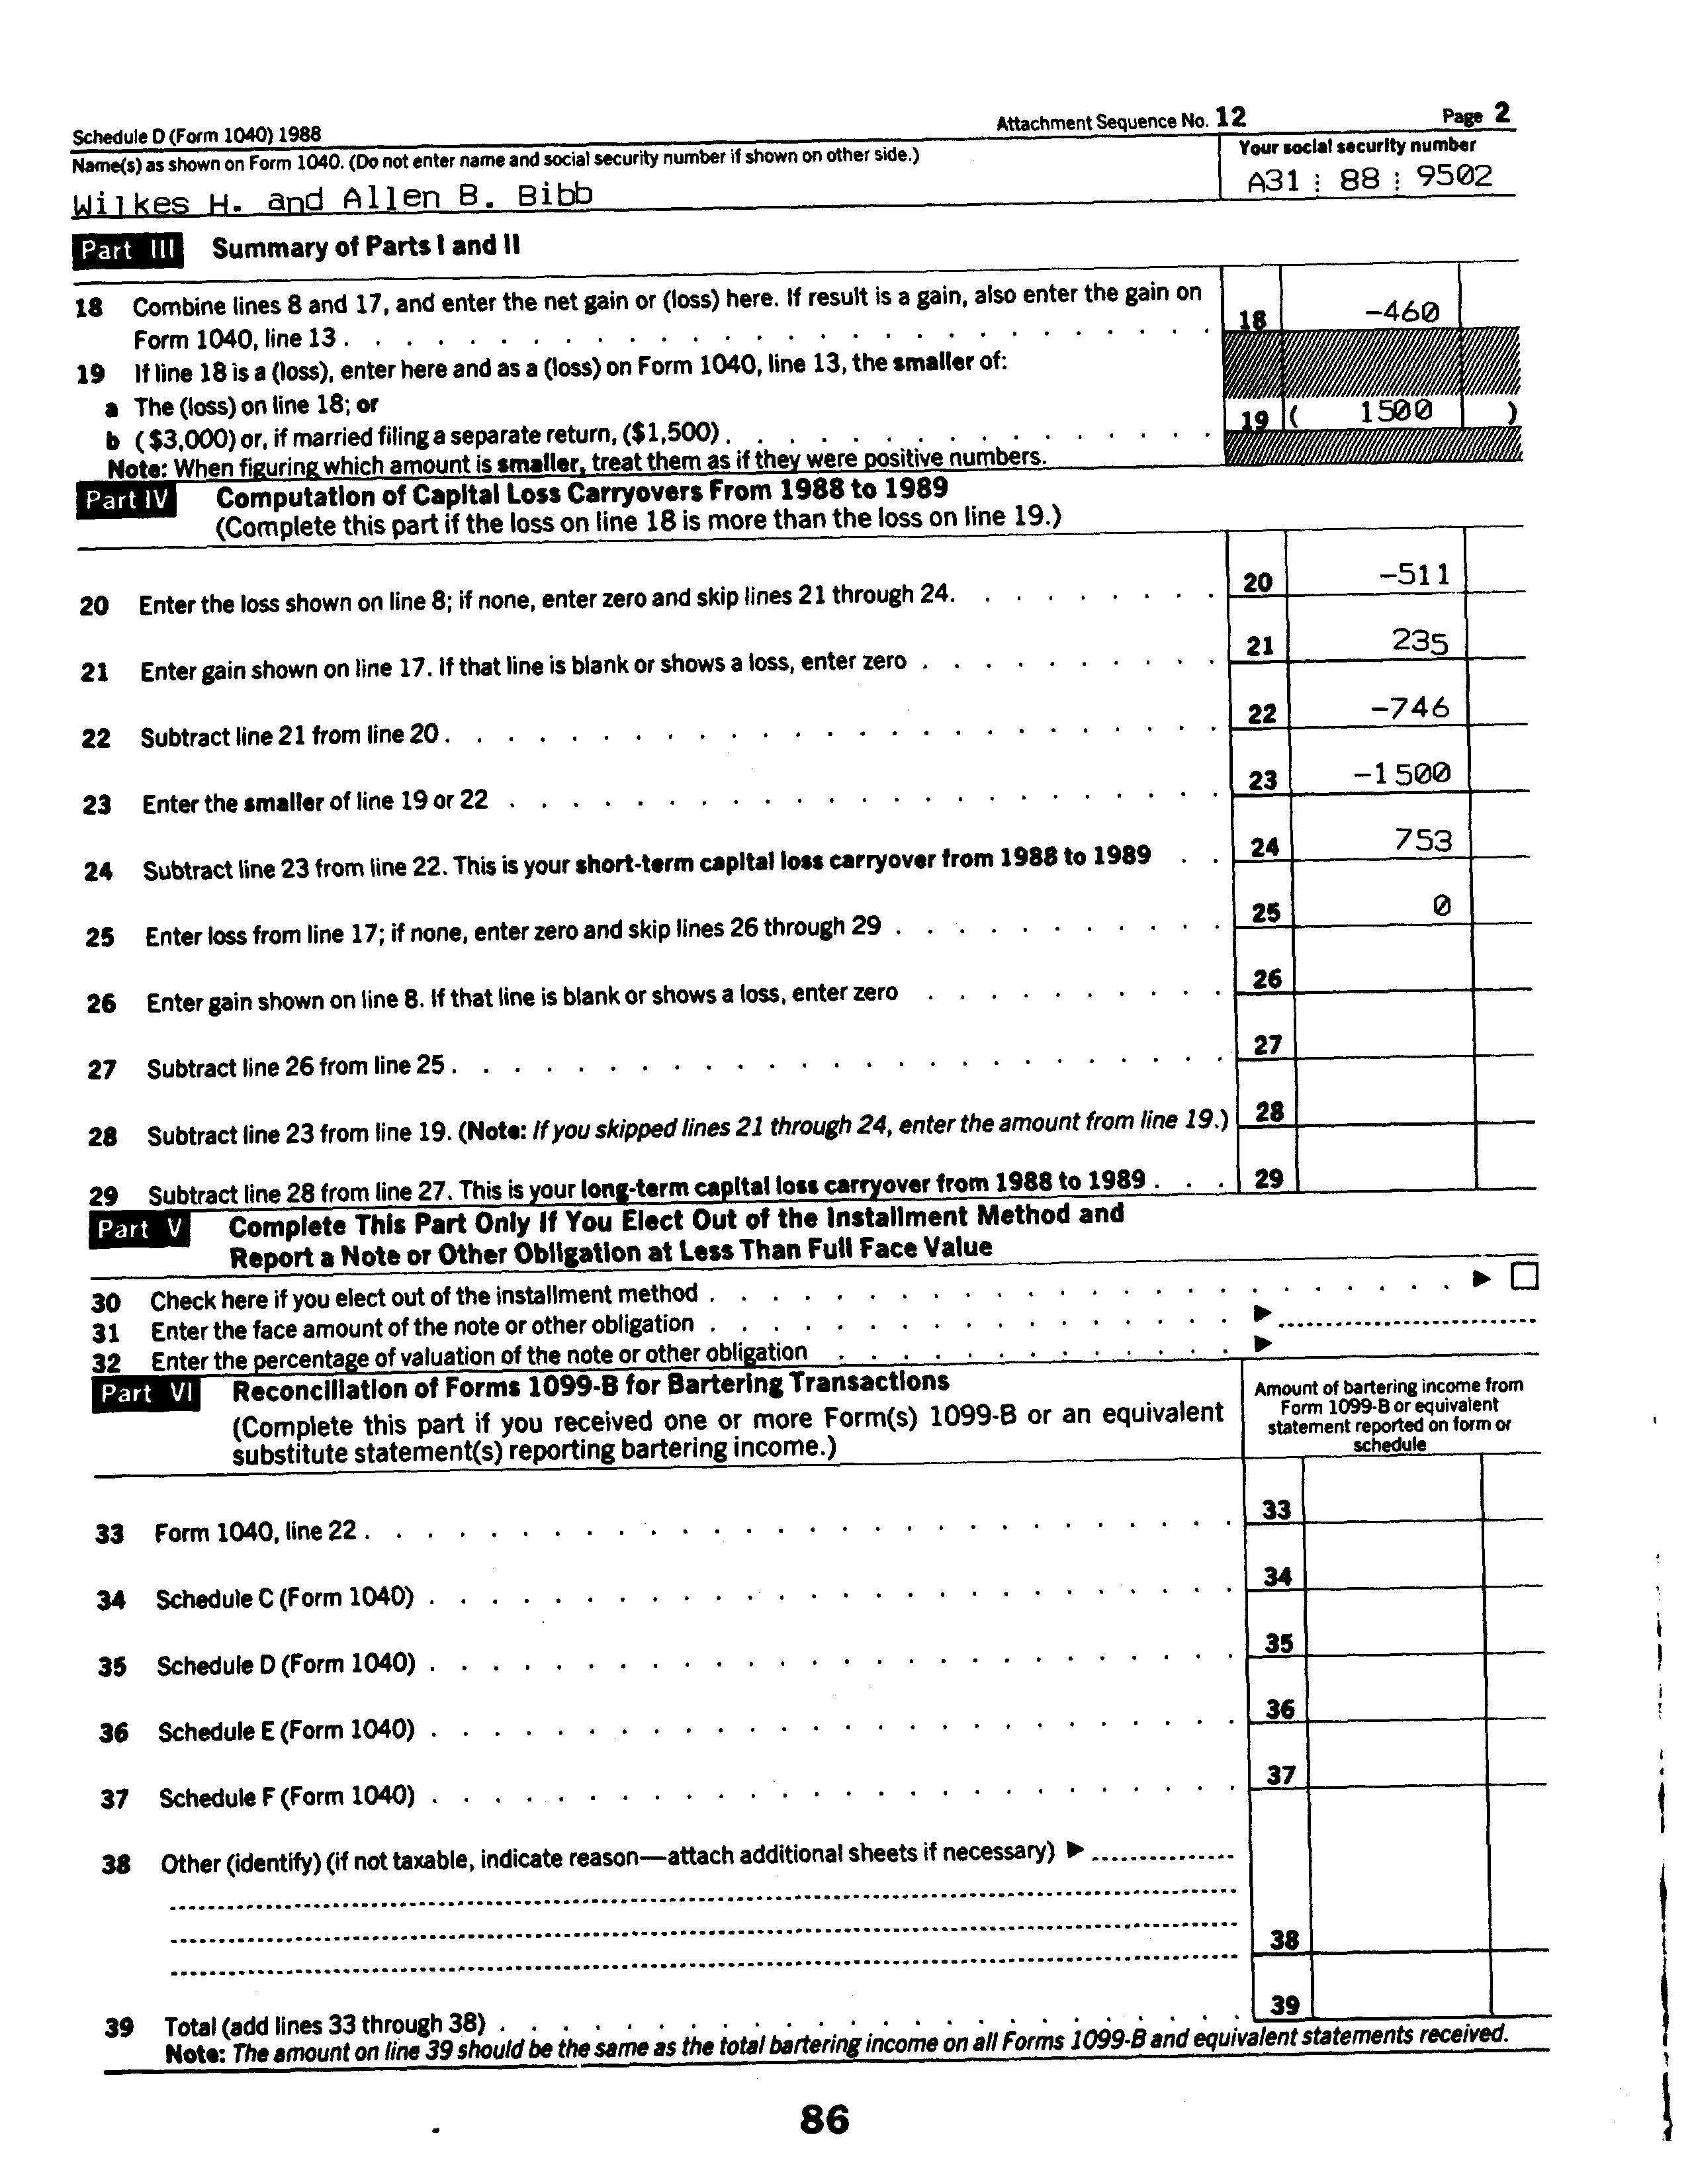 Schedule D (Form 1040) 1988 Attachment Sequence No. 12 Page 2
Name(s) as shown on Form 1040. (Do not enter name and social security number if shown on other side.) Your social security number
Wilkes H. and Allen B. Bibb A31 88 9502
Part III Summary of Parts I and II
18 Combine lines 8 and 17, and enter the net gain or (loss) here. If result is a gain, also enter the gain on
Form 1040, line 13 . . . . 18 -460
19 If line 18 is a (loss), enter here and as a (loss) on Form 1040, line 13, the smaller of:
a The (loss) on line 18; or
b ($3,000) or, if married filing a separate return, ($1,500) . . . . 19 ( 1500 )
Note: When figuring which amount is smaller, treat them as if they were positive numbers.
Part IV Computation of Capital Loss Carryovers From 1988 to 1989
(Complete this part if the loss on line 18 is more than the loss on line 19.)
20 Enter the loss shown on line 8; if none, enter zero and skip lines 21 through 24. . . . . 20 -511
21 Enter gain shown on line 17. If that line is blank or shows a loss, enter zero . . . . 21 235
22 Subtract line 21 from line 20 . . . . 22 -746
23 Enter the smaller of line 19 or 22 . . . . 23 -1500
24 Subtract line 23 from line 22. This is your short-term capital loss carryover from 1988 to 1989 . . 24 753
25 Enter loss from line 17; if none, enter zero and skip lines 26 through 29 . . . . 25 0
26 Enter gain shown on line 8. If that line is blank or shows a loss, enter zero . . . . 26
27 Subtract line 26 from line 25 . . . . 27
28 Subtract line 23 from line 19. (Note: If you skipped lines 21 through 24, enter the amount from line 19.) 28
29 Subtract line 28 from line 27. This is your long-term capital loss carryover from 1988 to 1989 . . . 29
Part V Complete This Part Only If You Elect Out of the Installment Method and
Report a Note or Other Obligation at Less Than Full Face Value
30 Check here if you elect out of the installment method . . . . ▶ ☐
31 Enter the face amount of the note or other obligation . . . . ▶
32 Enter the percentage of valuation of the note or other obligation . . . . ▶
Part VI Reconciliation of Forms 1099-B for Bartering Transactions
(Complete this part if you received one or more Form(s) 1099-B or an equivalent
substitute statement(s) reporting bartering income.)
Amount of bartering income from
Form 1099-B or equivalent
statement reported on form or
schedule
33 Form 1040, line 22 . . . . 33
34 Schedule C (Form 1040) . . . . 34
35 Schedule D (Form 1040) . . . . 35
36 Schedule E (Form 1040) . . . . 36
37 Schedule F (Form 1040) . . . . 37
38 Other (identify) (if not taxable, indicate reason—attach additional sheets if necessary) ▶
38
39 Total (add lines 33 through 38) . . . . 39
Note: The amount on line 39 should be the same as the total bartering income on all Forms 1099-B and equivalent statements received.
86